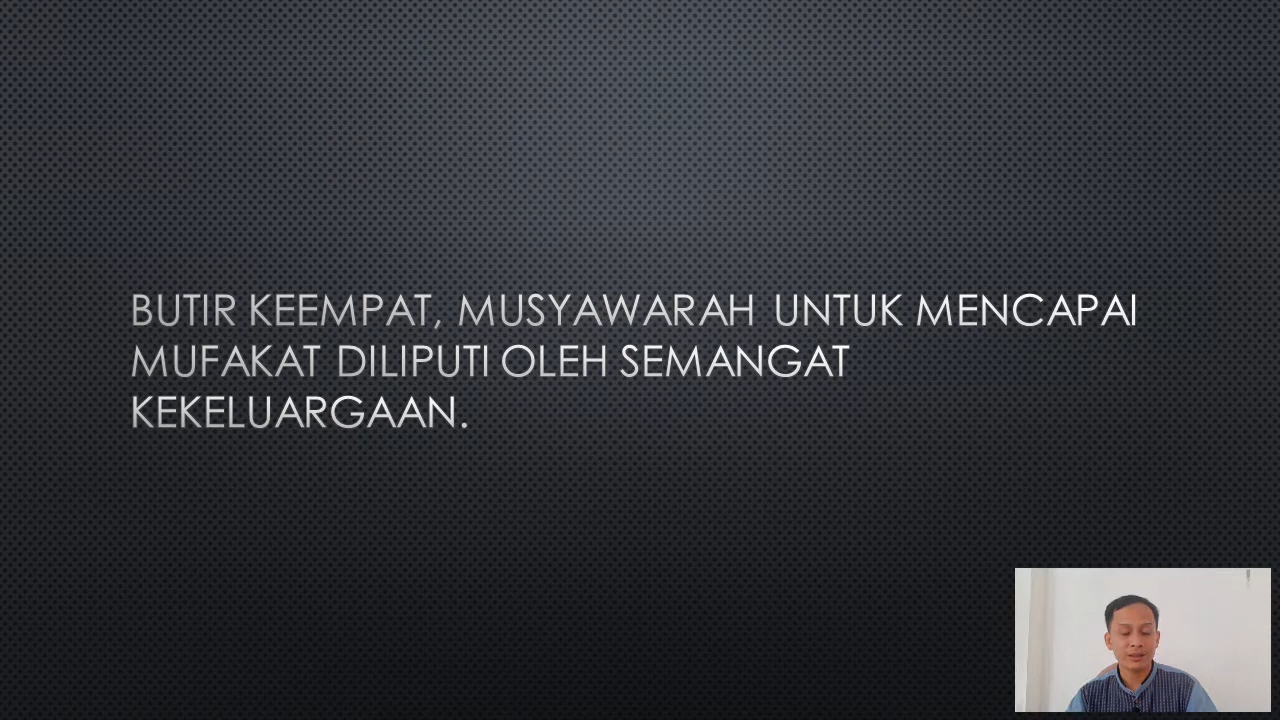 BUTIR KEEMPAT, MUSYAWARAH UNTUK MENCAPAI
MUFAKAT DILIPUTI OLEH SEMANGAT
KEKELUARGAAN.